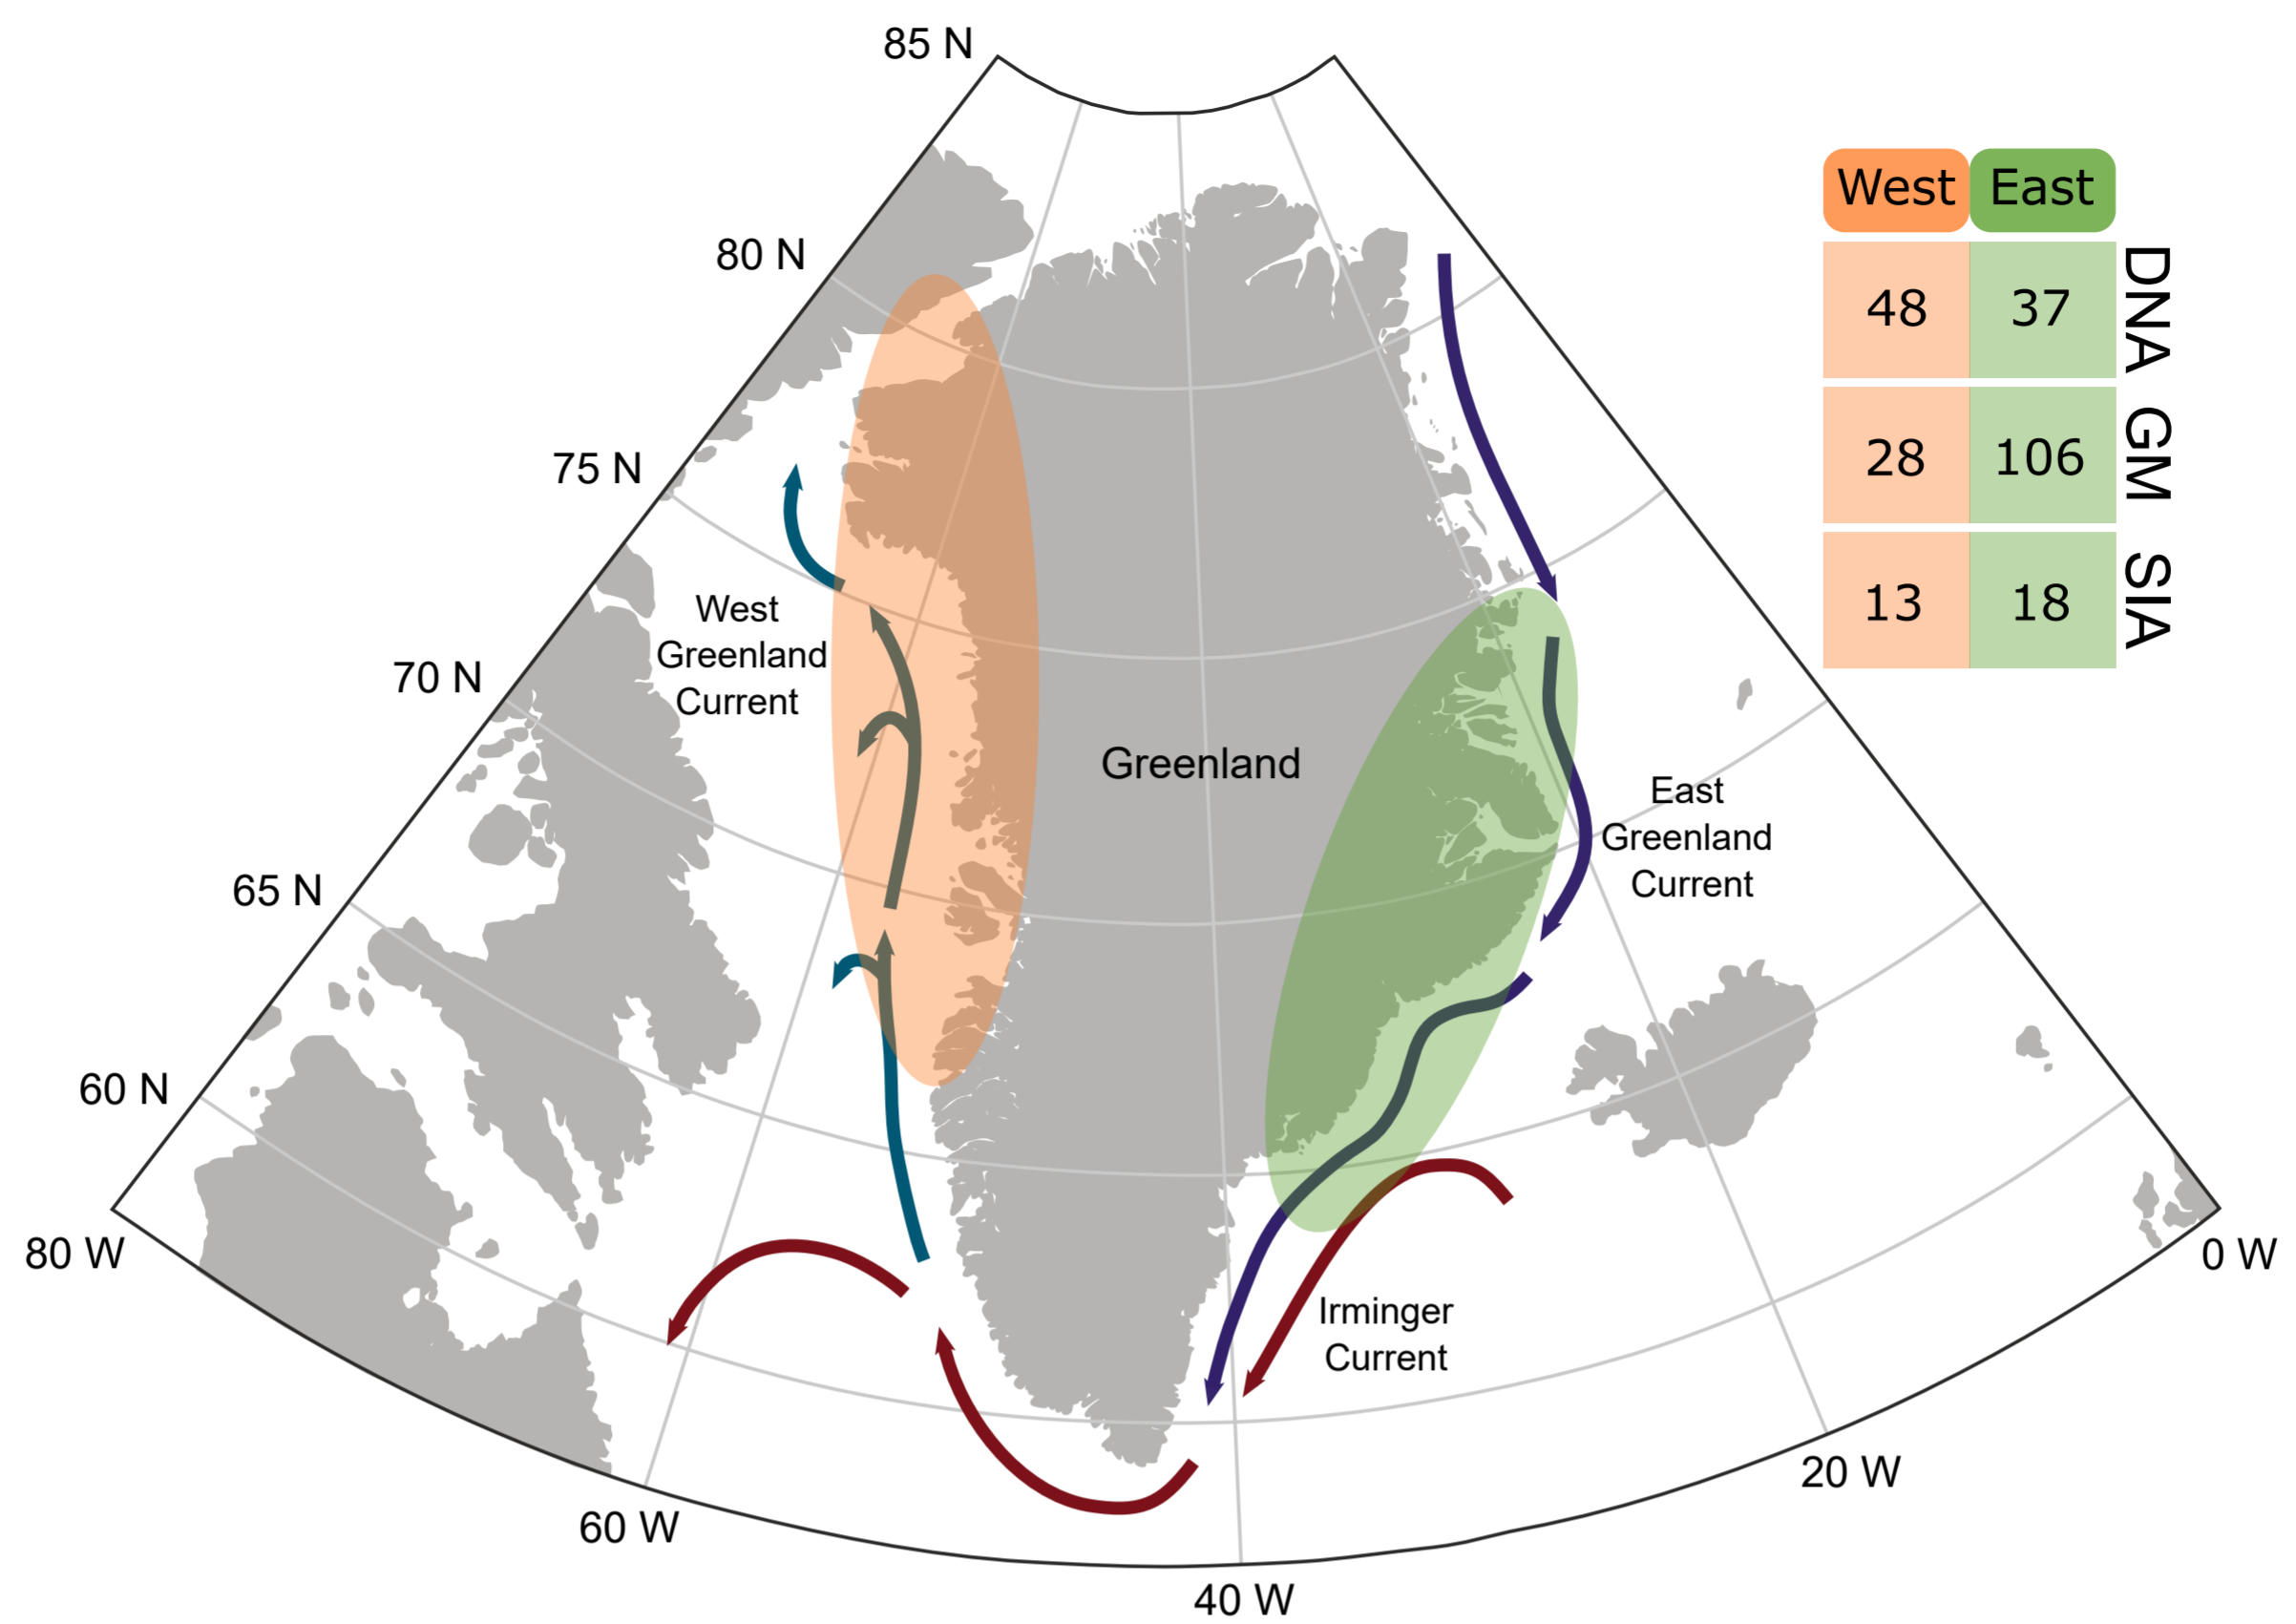 85 N
80 N
75 N
70 N
65 N
60 N
80 W
60 W
40 W
20 W
0 W
West
Greenland
Current
Greenland
East
Greenland
Current
Irminger
Current
West East
48 37 DNA
28 106 GM
13 18 SIA